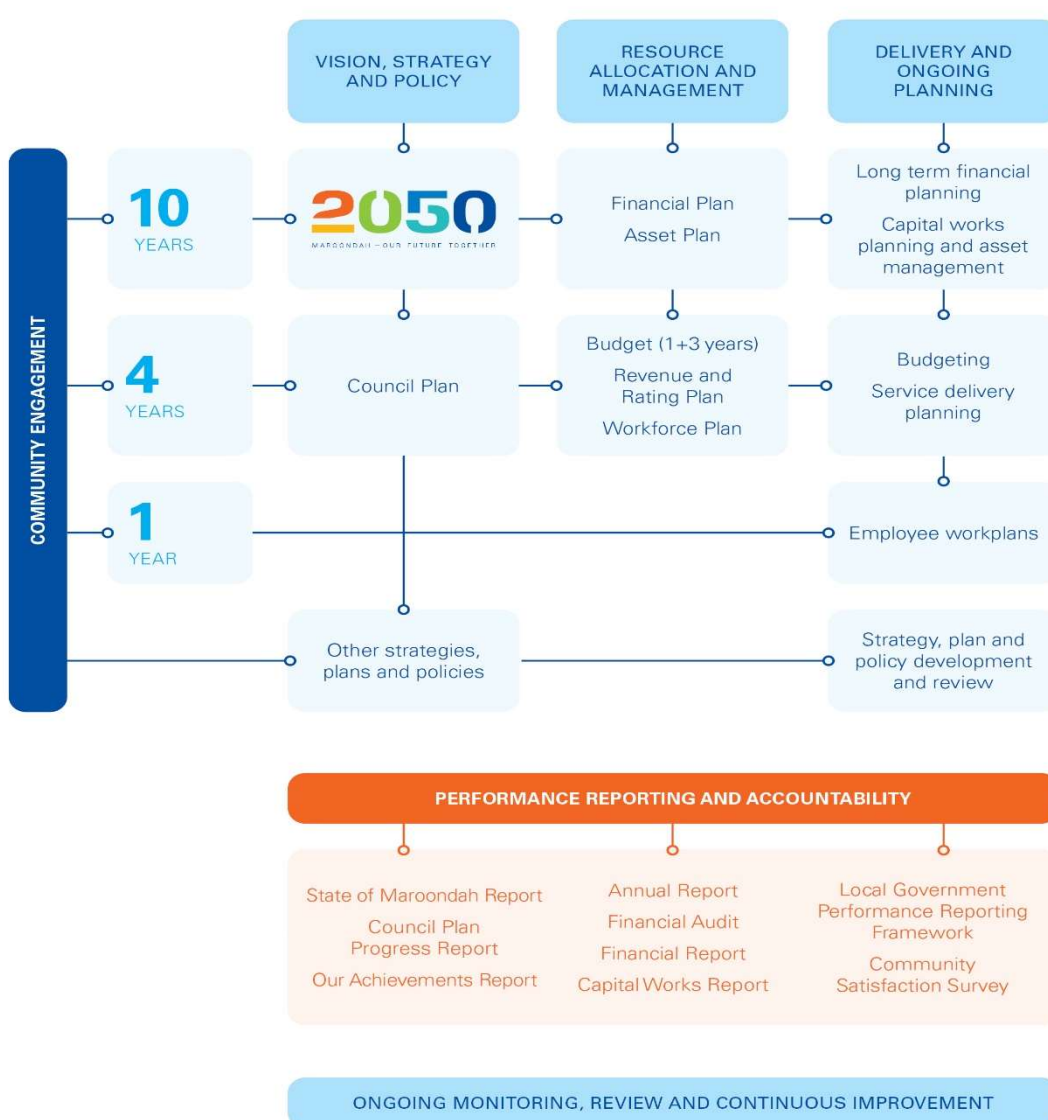 VISION, STRATEGY
AND POLICY
RESOURCE
ALLOCATION AND
MANAGEMENT
DELIVERY AND
ONGOING
PLANNING
COMMUNITY ENGAGEMENT
10
YEARS
2050
MAROONDAH – OUR FUTURE TOGETHER
Financial Plan
Asset Plan
Long term financial
planning
Capital works
planning and asset
management
4
YEARS
Council Plan
Budget (1+3 years)
Revenue and
Rating Plan
Workforce Plan
Budgeting
Service delivery
planning
1
YEAR
Employee workplans
Other strategies,
plans and policies
Strategy, plan and
policy development
and review
PERFORMANCE REPORTING AND ACCOUNTABILITY
State of Maroondah Report
Council Plan
Progress Report
Our Achievements Report
Annual Report
Financial Audit
Financial Report
Capital Works Report
Local Government
Performance Reporting
Framework
Community
Satisfaction Survey
ONGOING MONITORING, REVIEW AND CONTINUOUS IMPROVEMENT